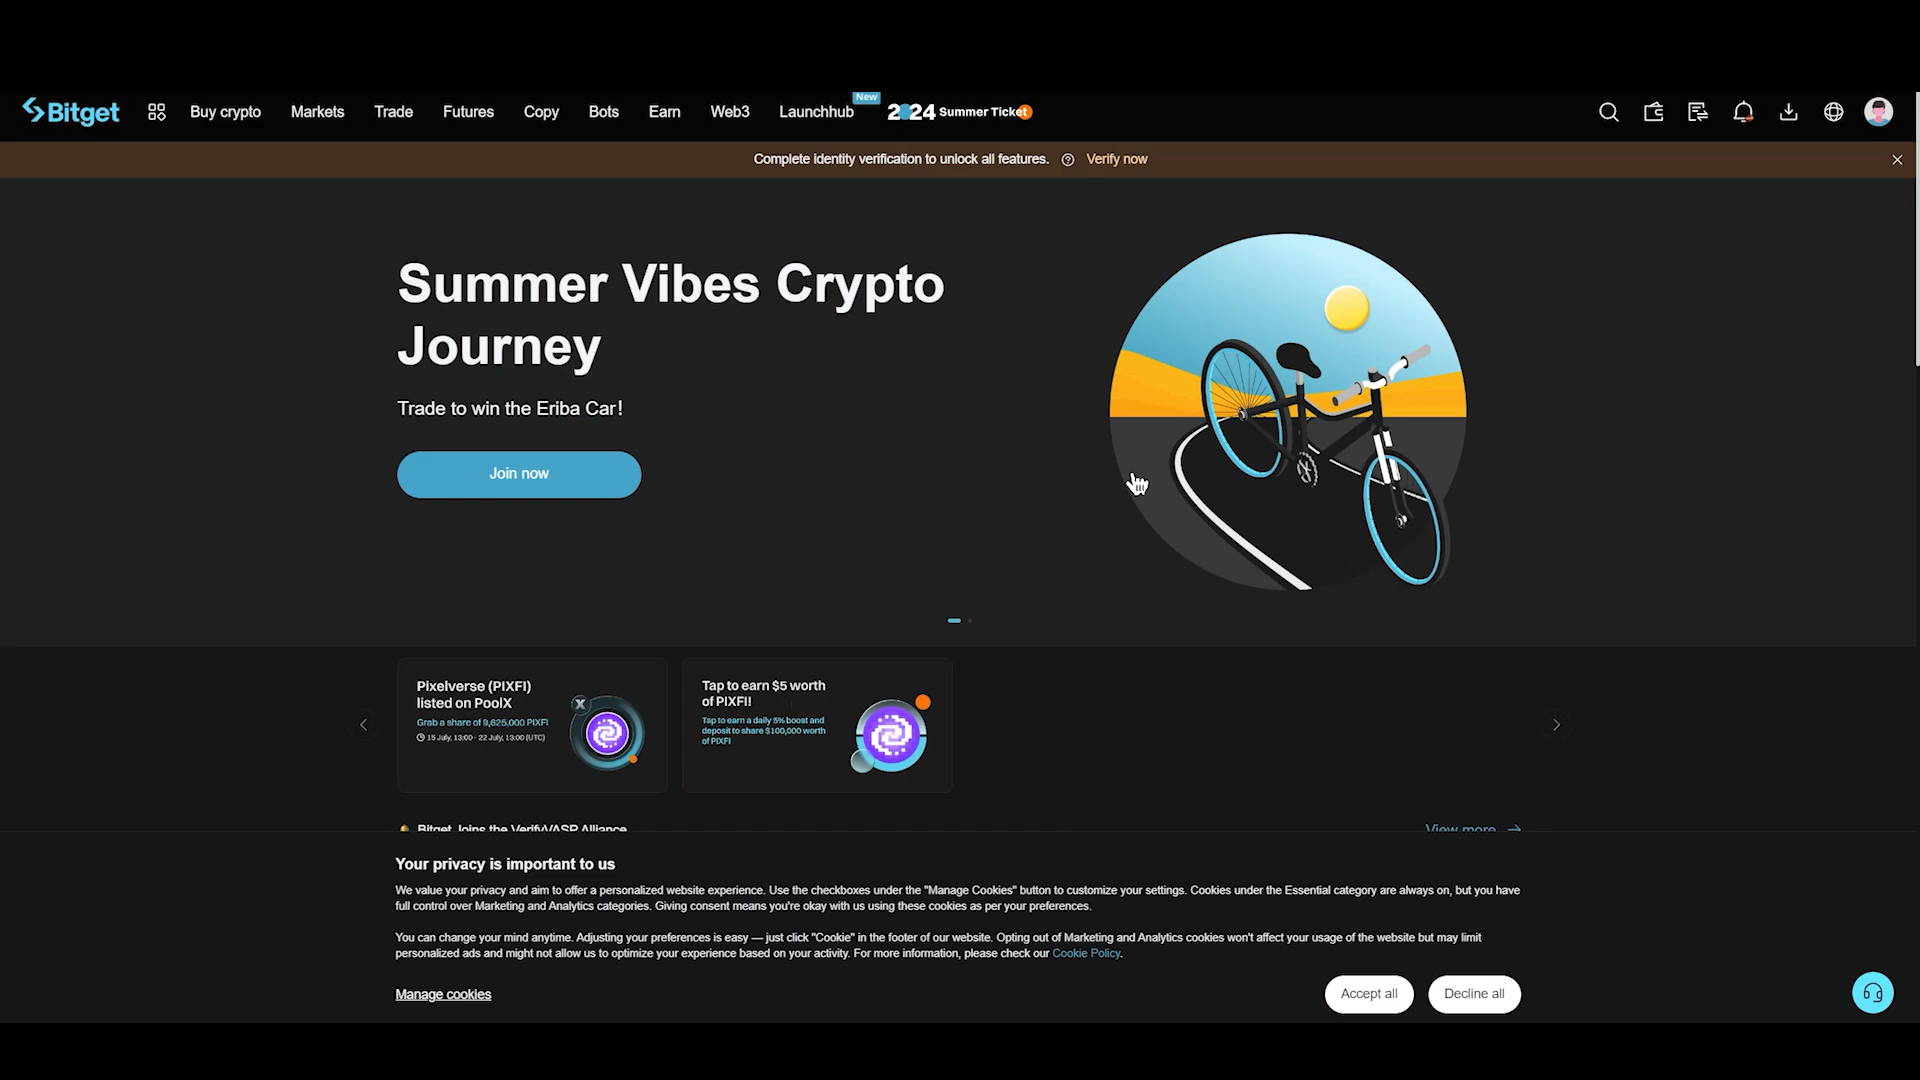 Bitget
Buy crypto
Markets
Trade
Futures
Copy
Bots
Earn
Web3
Launchhub
New
2024 Summer Ticket
Complete identity verification to unlock all features.
Verify now
Summer Vibes Crypto
Journey
Trade to win the Eriba Car!
Join now
Pixelverse (PIXFI)
listed on PoolX
Grab a share of 9,625,000 PIXFI
15 July, 13:00 - 22 July, 13:00 (UTC)
X
Tap to earn $5 worth
of PIXFI!
Tap to earn a daily 5% boost and
deposit to share $100,000 worth
of PIXFI
Bitget Joins the VerifyVASP Alliance
View more
Your privacy is important to us
We value your privacy and aim to offer a personalized website experience. Use the checkboxes under the "Manage Cookies" button to customize your settings. Cookies under the Essential category are always on, but you have
full control over Marketing and Analytics categories. Giving consent means you're okay with us using these cookies as per your preferences.
You can change your mind anytime. Adjusting your preferences is easy — just click "Cookie" in the footer of our website. Opting out of Marketing and Analytics cookies won't affect your usage of the website but may limit
personalized ads and might not allow us to optimize your experience based on your activity. For more information, please check our Cookie Policy.
Manage cookies
Accept all
Decline all